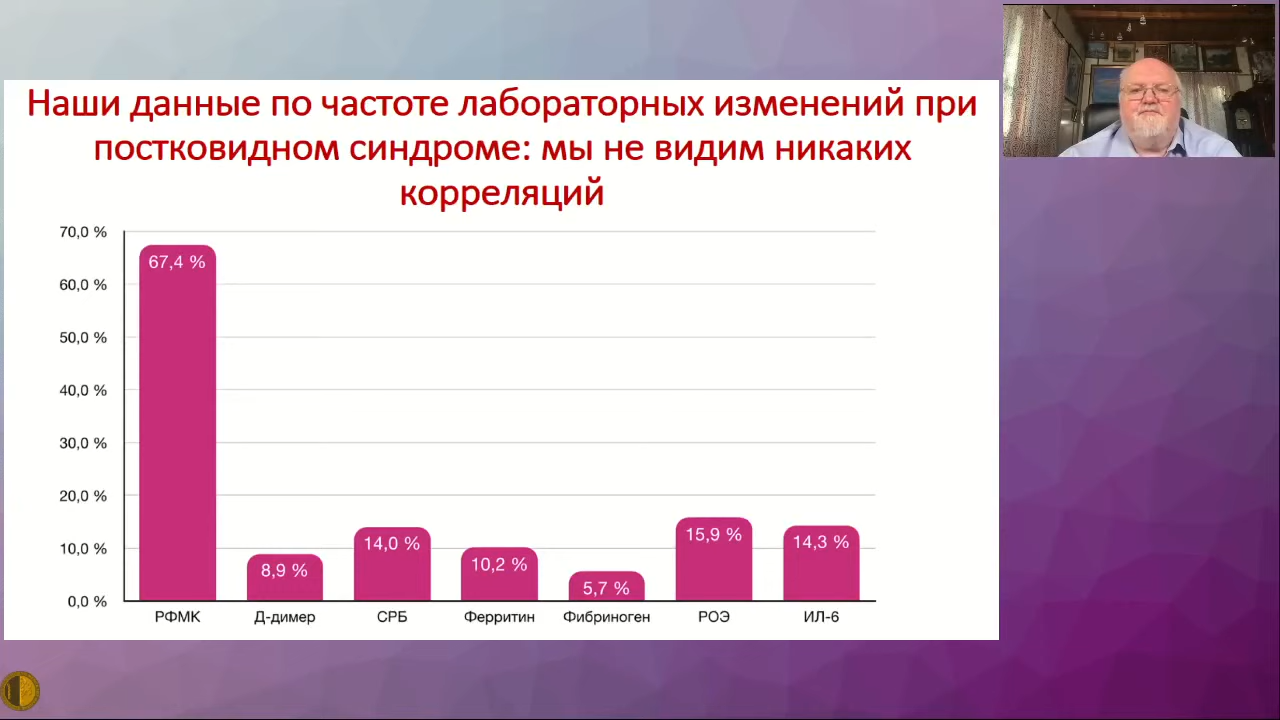 Наши данные по частоте лабораторных изменений при
постковидном синдроме: мы не видим никаких
корреляций
70,0 %
60,0 %
50,0 %
40,0 %
30,0 %
20,0 %
10,0 %
0,0 %
67,4 %
8,9 %
14,0 %
10,2 %
5,7 %
15,9 %
14,3 %
РФМК
Д-димер
СРБ
Ферритин
Фибриноген
РОЭ
ИЛ-6